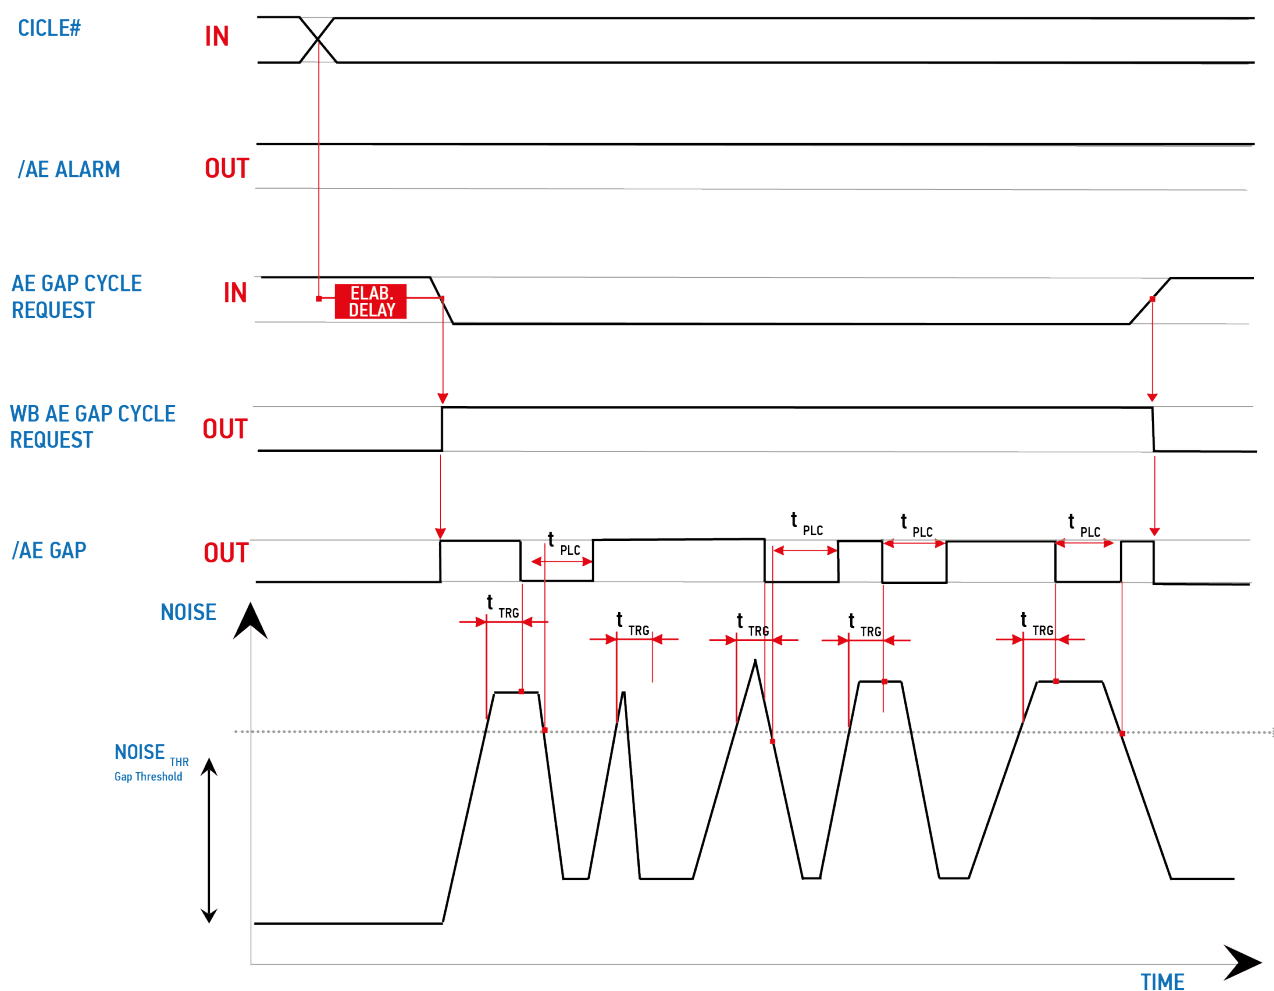 CICLE#
IN
/AE ALARM
OUT
AE GAP CYCLE
REQUEST
IN
ELAB.
DELAY
WB AE GAP CYCLE
REQUEST
OUT
/AE GAP
OUT
t PLC
t PLC
t PLC
t PLC
NOISE
t TRG
t TRG
t TRG
t TRG
t TRG
NOISE THR
Gap Threshold
TIME